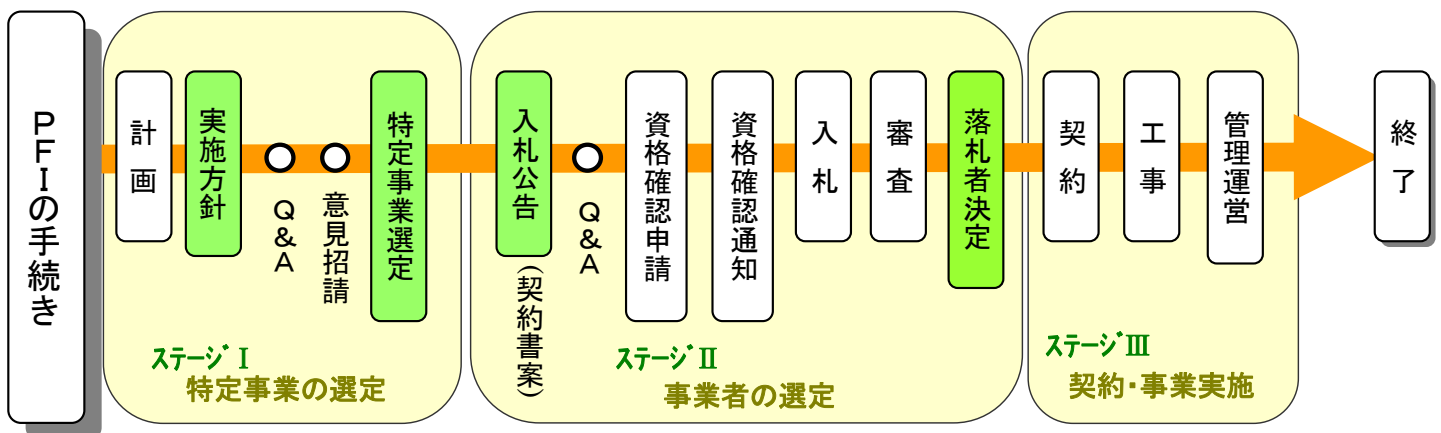 PFIの手続き
計画
実施方針
Q&A
意見招請
特定事業選定
ステージⅠ
特定事業の選定
入札公告
(契約書案)
Q&A
資格確認申請
資格確認通知
入札
審査
落札者決定
ステージⅡ
事業者の選定
契約
工事
管理運営
ステージⅢ
契約・事業実施
終了